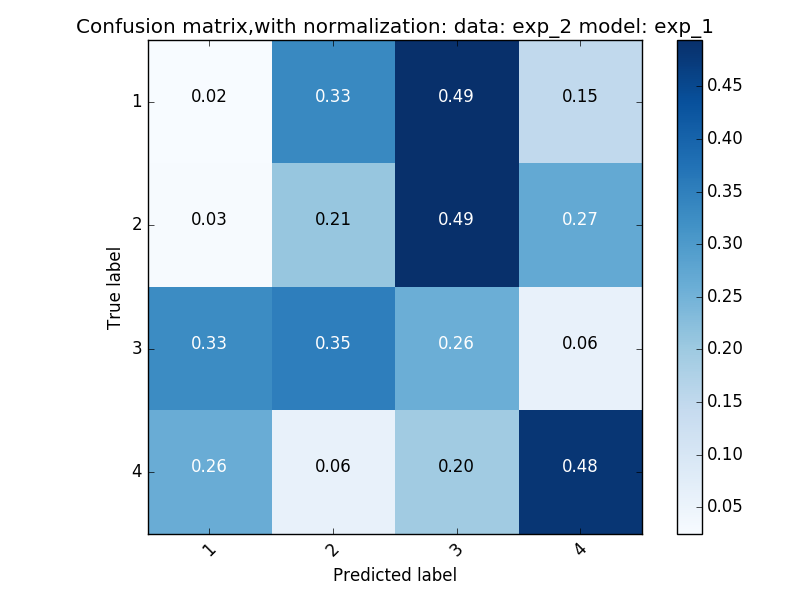 Confusion matrix,with normalization: data: exp_2 model: exp_1
1 0.02 0.33 0.49 0.15
2 0.03 0.21 0.49 0.27
3 0.33 0.35 0.26 0.06
4 0.26 0.06 0.20 0.48
True label
1 2 3 4
Predicted label
0.45
0.40
0.35
0.30
0.25
0.20
0.15
0.10
0.05